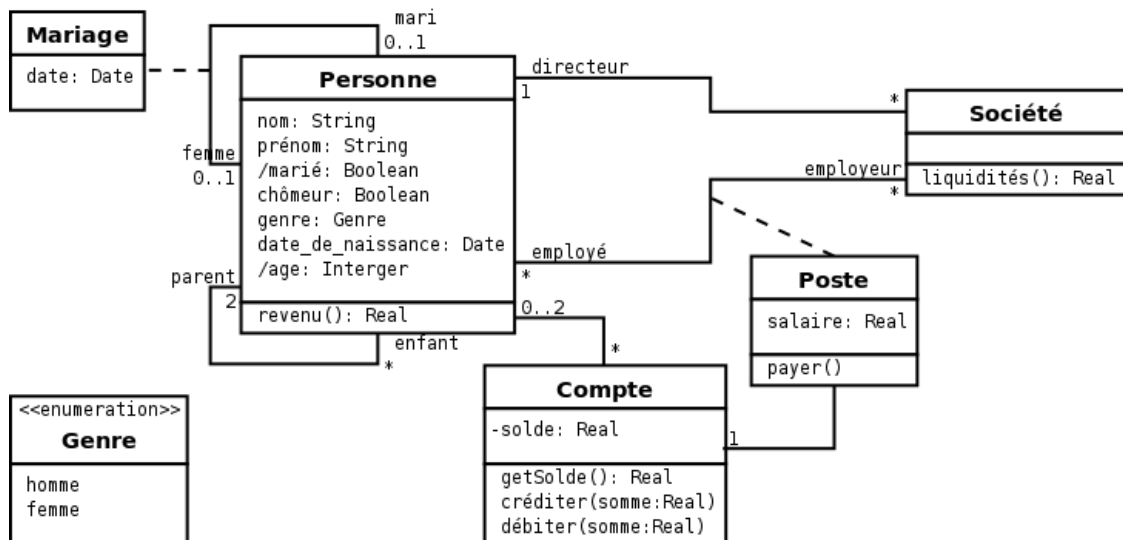 Mariage
date: Date
mari
0..1
femme
0..1
Personne
nom: String
prénom: String
/marié: Boolean
chômeur: Boolean
genre: Genre
date_de_naissance: Date
/age: Interger
revenu(): Real
parent
2
enfant
*
directeur
1
*
Société
liquidités(): Real
employeur
*
employé
*
0..2
*
Poste
salaire: Real
payer()
Compte
-solde: Real
getSolde(): Real
créditer(somme:Real)
débiter(somme:Real)
1
<<enumeration>>
Genre
homme
femme